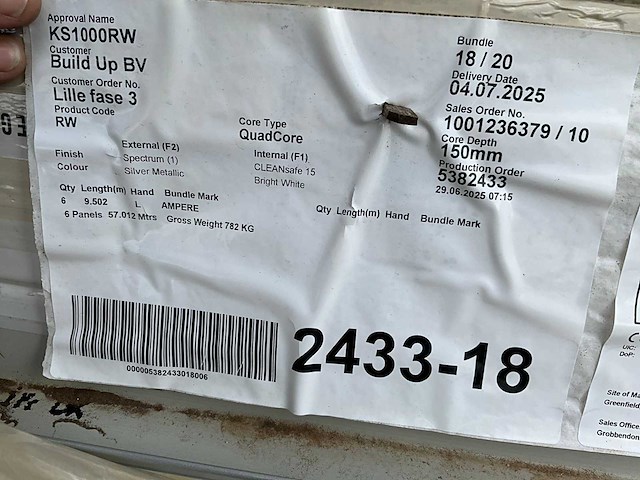 Approval Name
KS1000RW
Customer
Build Up BV
Customer Order No.
Lille fase 3
Product Code
RW
Bundle
18 / 20
Delivery Date
04.07.2025
Sales Order No.
1001236379 / 10
Core Depth
150mm
Production Order
5382433
29.06.2025 07:15
Core Type
QuadCore
External (F2)
Internal (F1)
Finish Spectrum (1) CLEANsafe 15
Colour Silver Metallic Bright White
Qty Length(m) Hand Bundle Mark
6 9.502 L AMPERE
6 Panels 57.012 Mtrs Gross Weight 782 KG
Qty Length(m) Hand Bundle Mark
000005382433018006
2433-18
UIC:
DoP:
Site of Ma
Greenfield
Sales Office
Grobbendon